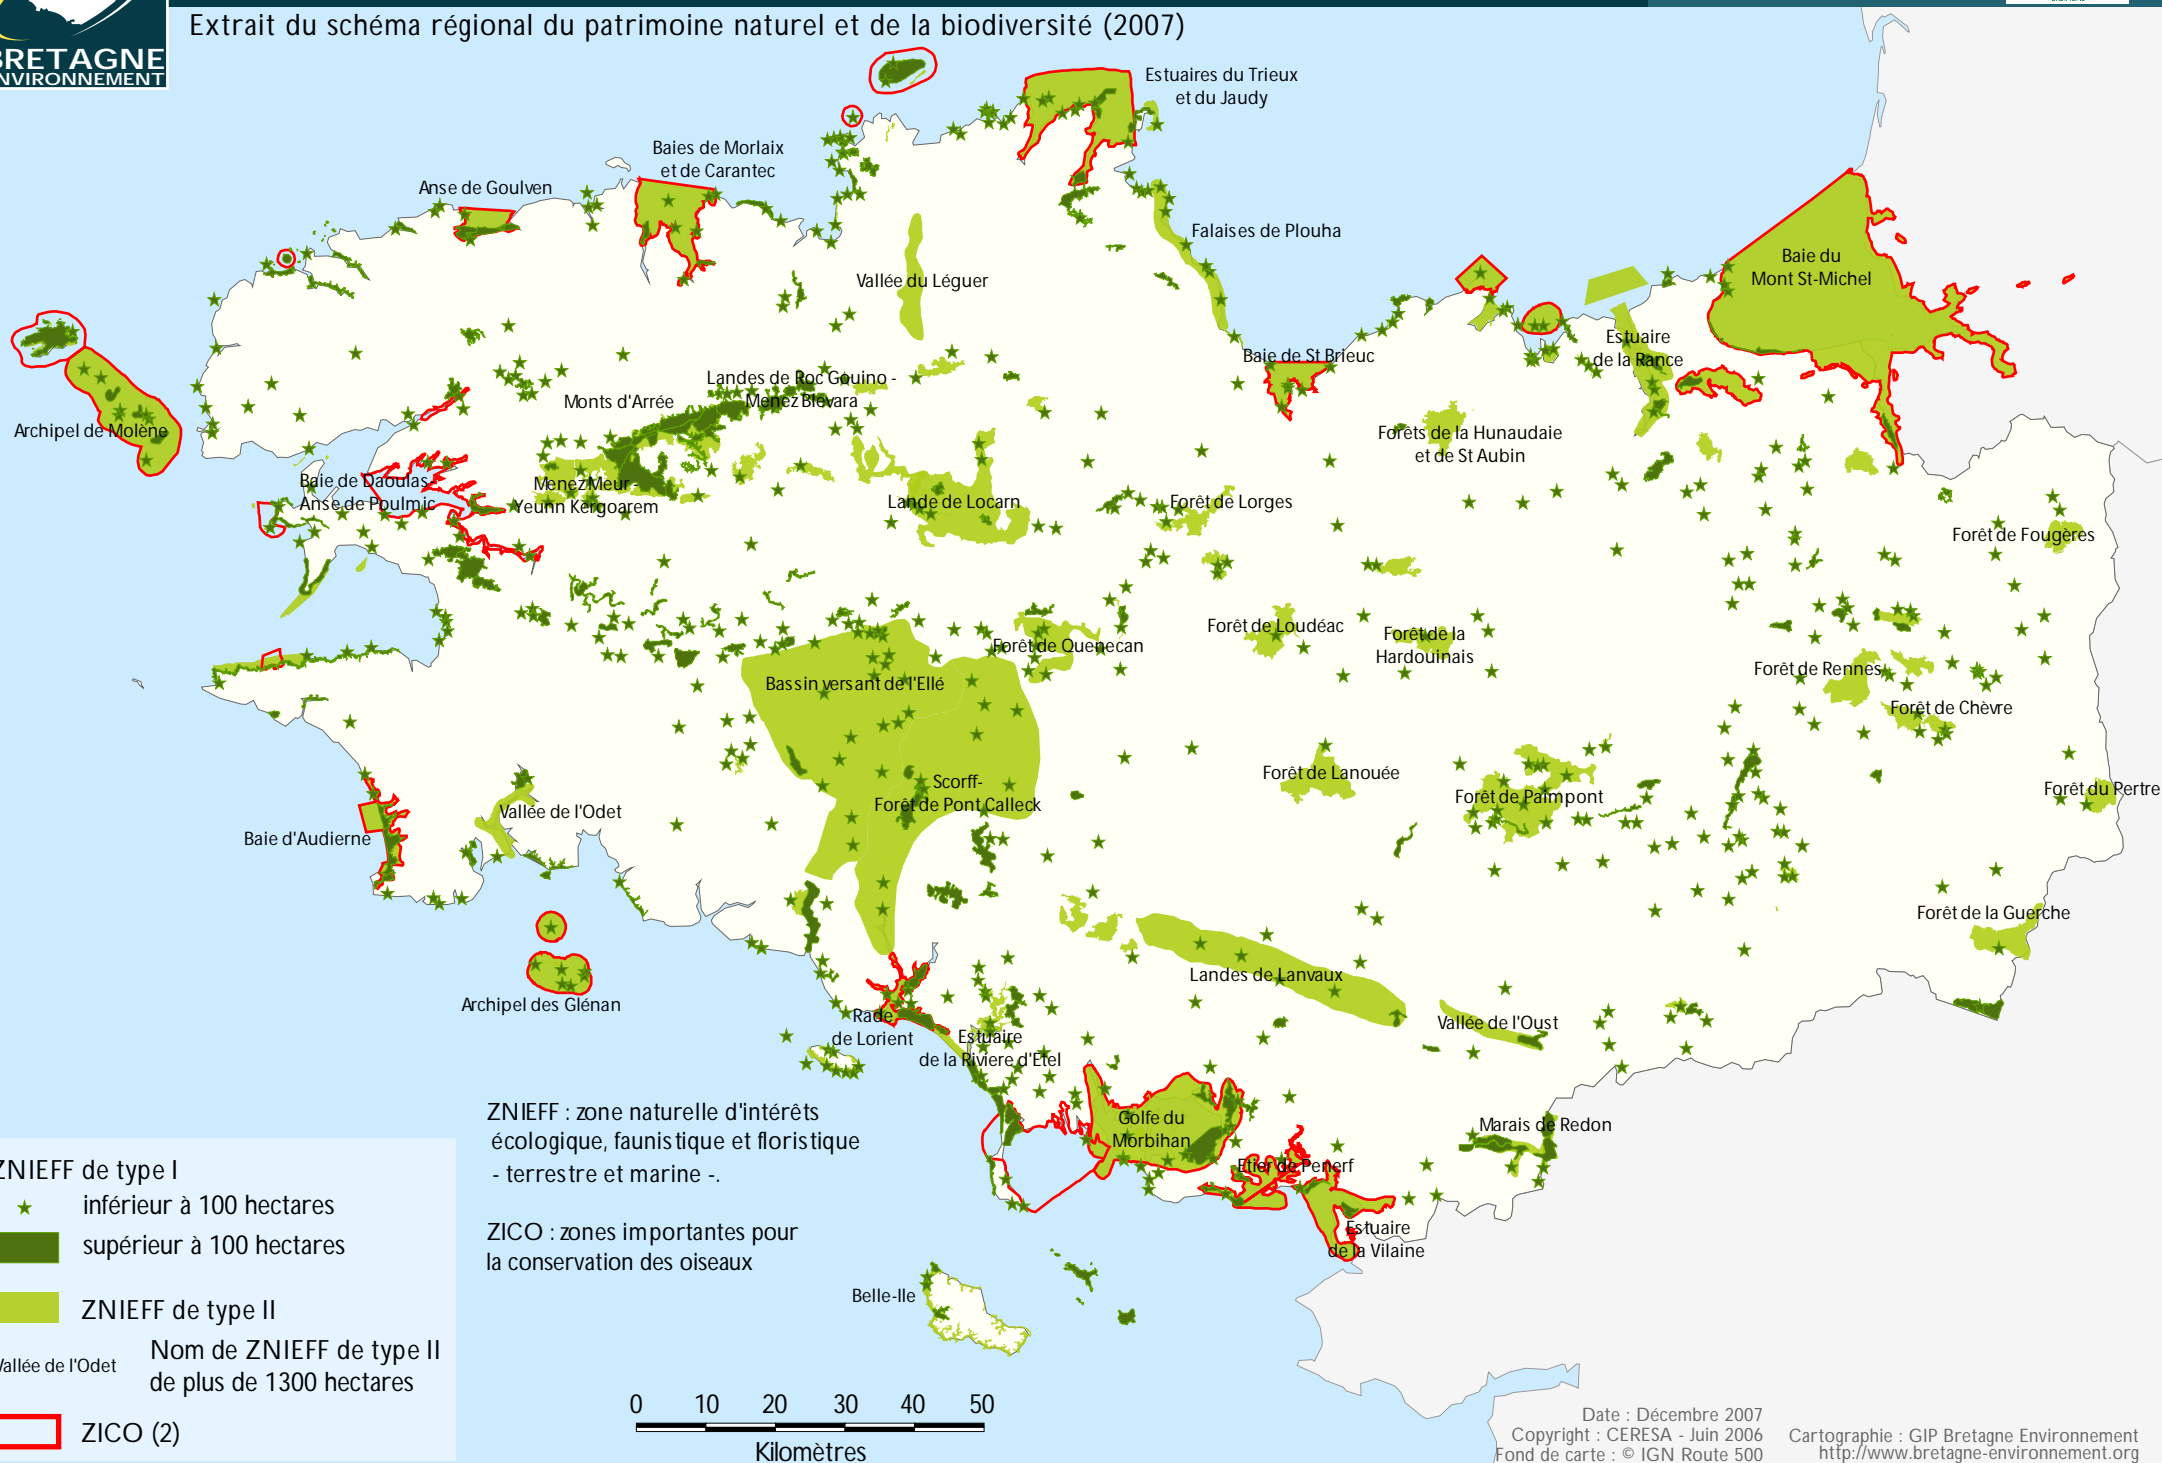 Extrait du schéma régional du patrimoine naturel et de la biodiversité (2007)
BRETAGNE
ENVIRONNEMENT
Estuaires du Trieux
et du Jaudy
Baies de Morlaix
et de Carantec
Anse de Goulven
Falaises de Plouha
Vallée du Léguer
Baie du
Mont St-Michel
Estuaire
de la Rance
Baie de St Brieuc
Landes de Roc Gouino -
Menez Blevara
Monts d'Arrée
Archipel de Molène
Forêts de la Hunaudaie
et de St Aubin
Baie de Daoulas-
Anse de Poulmic
Menez Meur -
Yeunn Kergoarem
Lande de Locarn
Forêt de Lorges
Forêt de Fougères
Forêt de Quenecan
Forêt de Loudéac
Forêt de la
Hardouinais
Forêt de Rennes
Bassin versant de l'Ellé
Forêt de Chèvre
Scorff-
Forêt de Pont Calleck
Forêt de Lanouée
Forêt de Paimpont
Forêt du Pertre
Vallée de l'Odet
Baie d'Audierne
Forêt de la Guerche
Landes de Lanvaux
Archipel des Glénan
Rade
de Lorient
Estuaire
de la Riviere d'Etel
Vallée de l'Oust
Golfe du
Morbihan
Marais de Redon
Etier de Penerf
Estuaire
de la Vilaine
Belle-Ile
ZNIEFF : zone naturelle d'intérêts
écologique, faunistique et floristique
- terrestre et marine -.
ZICO : zones importantes pour
la conservation des oiseaux
ZNIEFF de type I
inférieur à 100 hectares
supérieur à 100 hectares
ZNIEFF de type II
Vallée de l'Odet
Nom de ZNIEFF de type II
de plus de 1300 hectares
ZICO (2)
0 10 20 30 40 50
Kilomètres
Date : Décembre 2007
Copyright : CERESA - Juin 2006
Fond de carte : © IGN Route 500
Cartographie : GIP Bretagne Environnement
http://www.bretagne-environnement.org